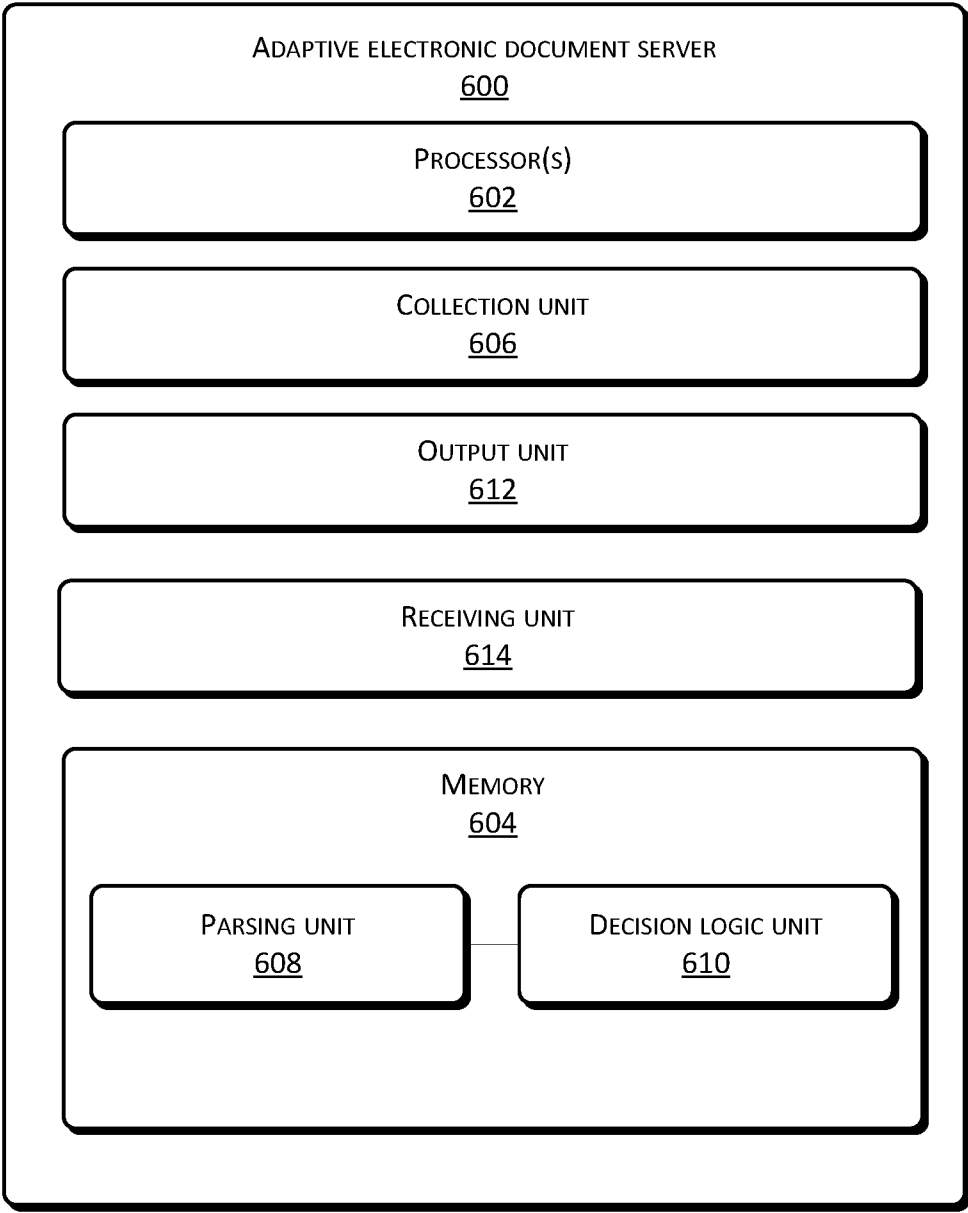 ADAPTIVE ELECTRONIC DOCUMENT SERVER
600
PROCESSOR(S)
602
COLLECTION UNIT
606
OUTPUT UNIT
612
RECEIVING UNIT
614
MEMORY
604
PARSING UNIT
608
DECISION LOGIC UNIT
610